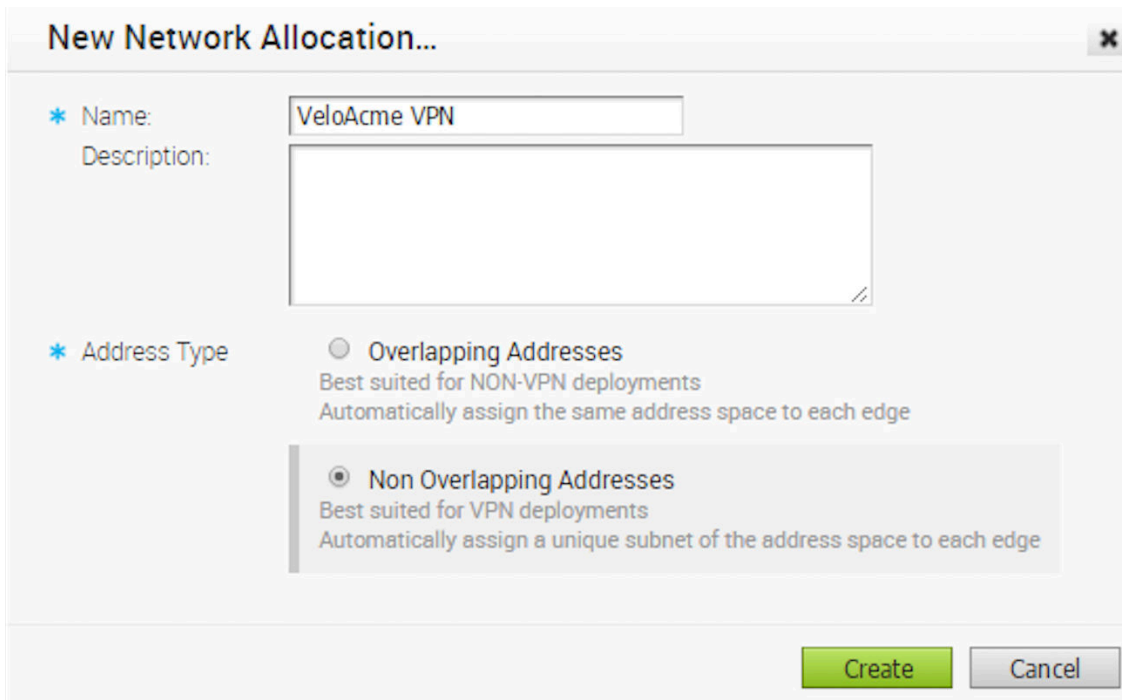 New Network Allocation...
* Name: VeloAcme VPN
Description:
* Address Type
Overlapping Addresses
Best suited for NON-VPN deployments
Automatically assign the same address space to each edge
Non Overlapping Addresses
Best suited for VPN deployments
Automatically assign a unique subnet of the address space to each edge
Create Cancel